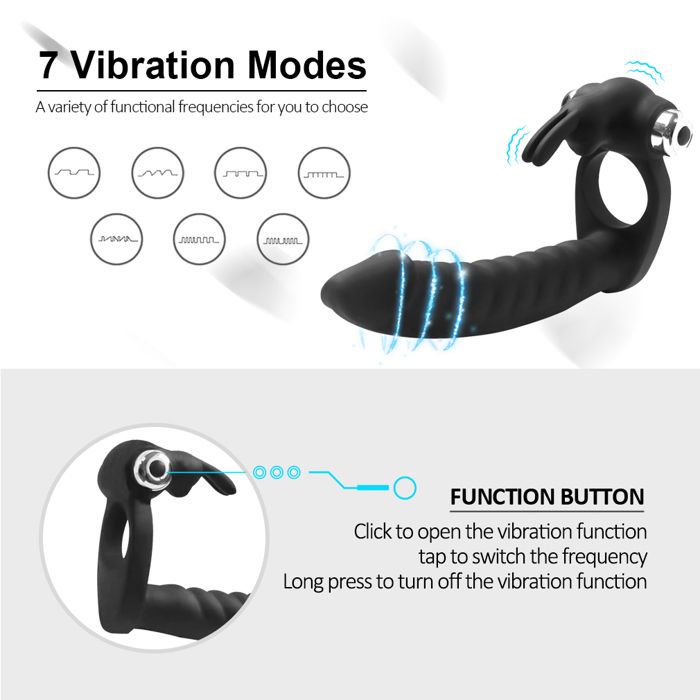 7 Vibration Modes
A variety of functional frequencies for you to choose
FUNCTION BUTTON
Click to open the vibration function
tap to switch the frequency
Long press to turn off the vibration function